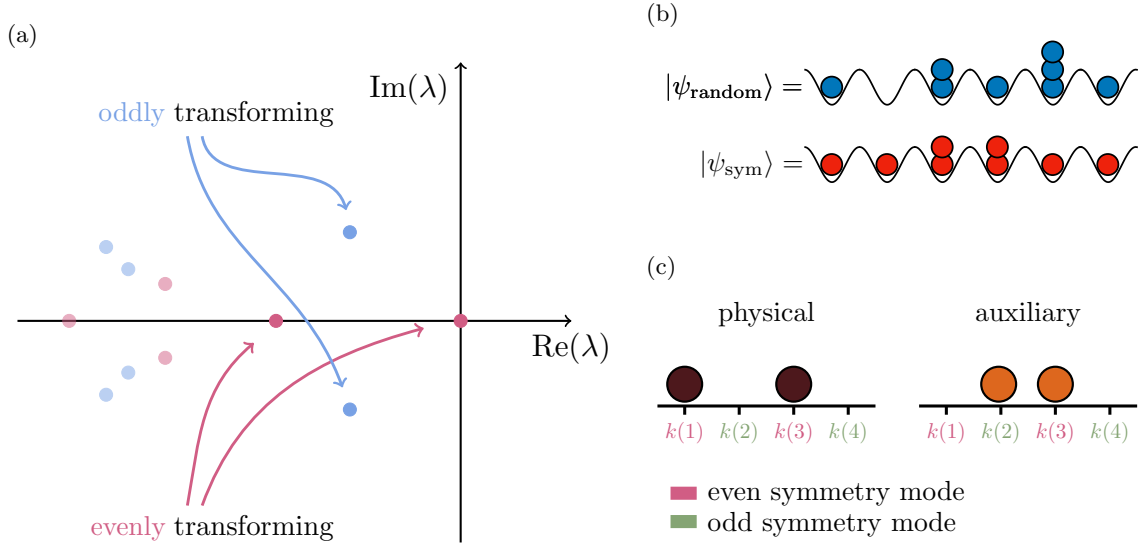 (a)
Im(λ)
oddly transforming
Re(λ)
evenly transforming
(b)
|ψrandom⟩ =
|ψsym⟩ =
(c)
physical
auxiliary
k(1) k(2) k(3) k(4)
k(1) k(2) k(3) k(4)
even symmetry mode
odd symmetry mode